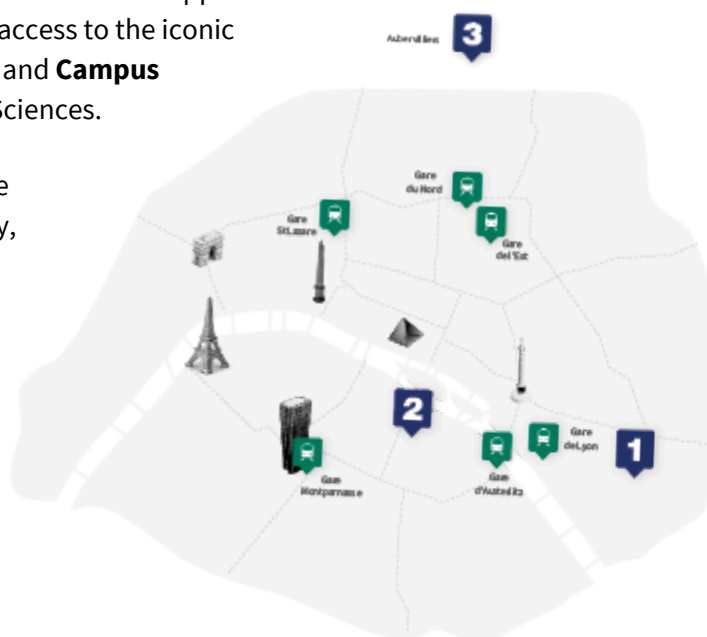 access to the iconic
and Campus
Sciences.
Aubervilliers
3
Gare
du Nord
Gare
St Lazare
Gare
de l'Est
2
Gare
de Lyon
1
Gare
Montparnasse
Gare
d'Austerlitz